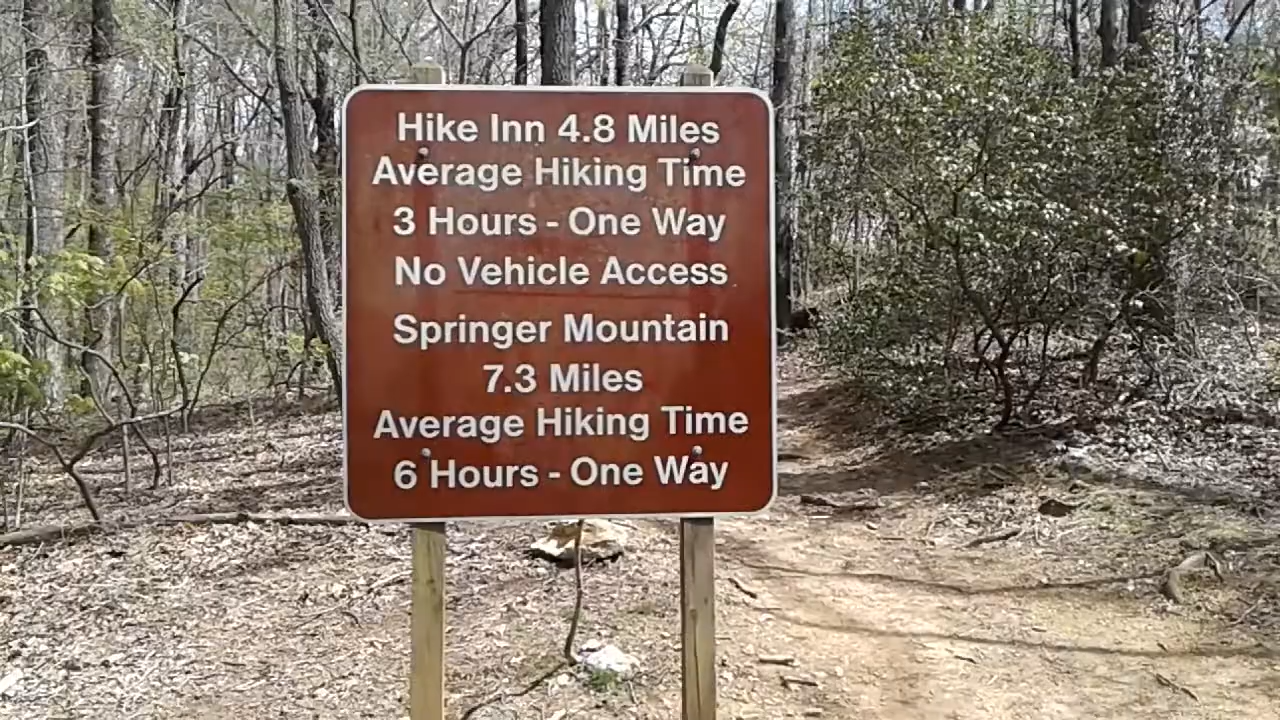 Hike Inn 4.8 Miles
Average Hiking Time
3 Hours - One Way
No Vehicle Access
Springer Mountain
7.3 Miles
Average Hiking Time
6 Hours - One Way